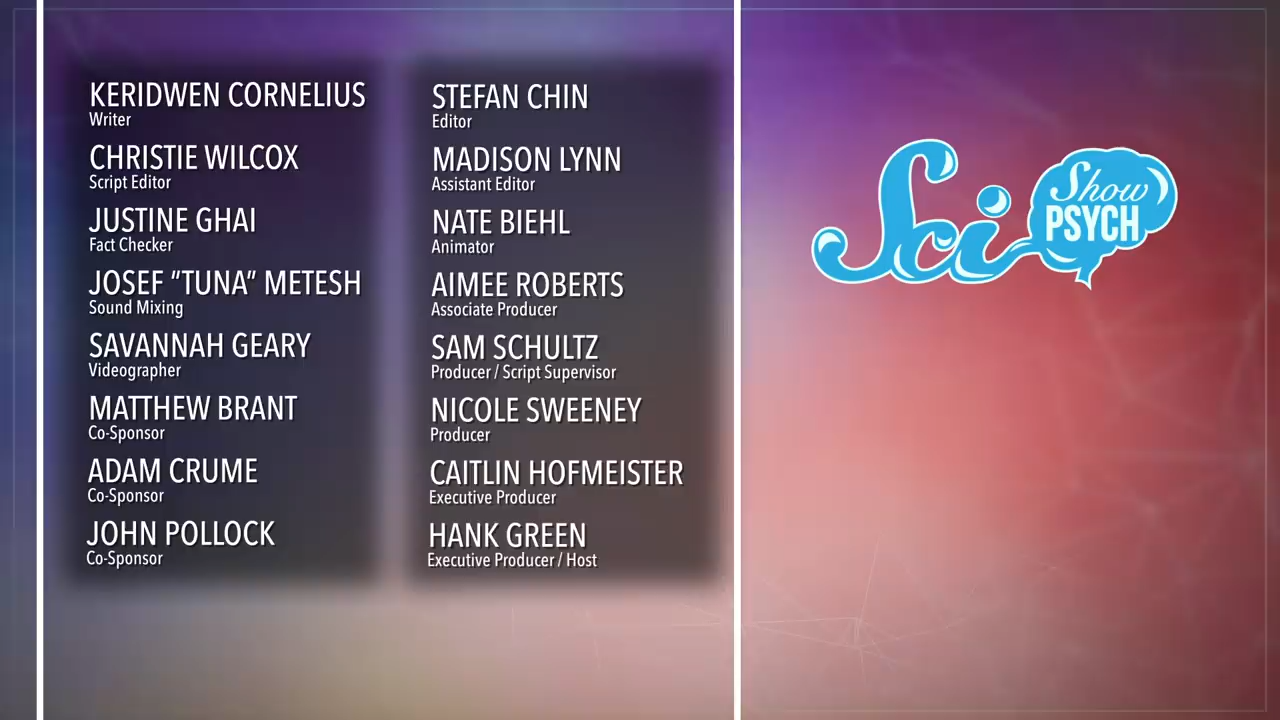 KERIDWEN CORNELIUS
Writer
CHRISTIE WILCOX
Script Editor
JUSTINE GHAI
Fact Checker
JOSEF “TUNA” METESH
Sound Mixing
SAVANNAH GEARY
Videographer
MATTHEW BRANT
Co-Sponsor
ADAM CRUME
Co-Sponsor
JOHN POLLOCK
Co-Sponsor
STEFAN CHIN
Editor
MADISON LYNN
Assistant Editor
NATE BIEHL
Animator
AIMEE ROBERTS
Associate Producer
SAM SCHULTZ
Producer / Script Supervisor
NICOLE SWEENEY
Producer
CAITLIN HOFMEISTER
Executive Producer
HANK GREEN
Executive Producer / Host
Sci
Show
PSYCH